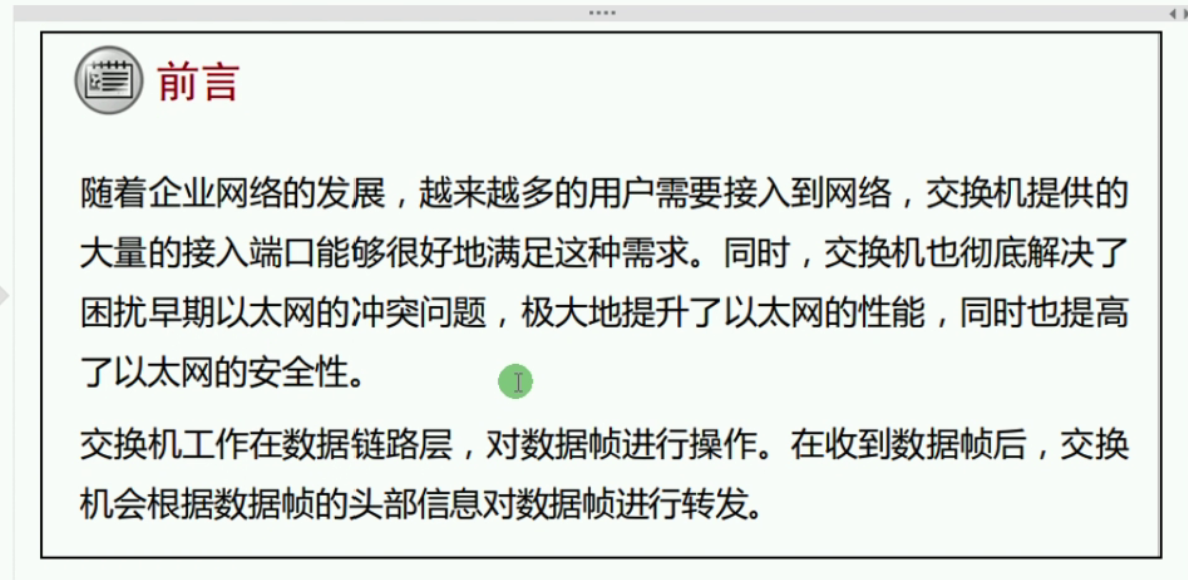 前言
随着企业网络的发展，越来越多的用户需要接入到网络，交换机提供的
大量的接入端口能够很好地满足这种需求。同时，交换机也彻底解决了
困扰早期以太网的冲突问题，极大地提升了以太网的性能，同时也提高
了以太网的安全性。
交换机工作在数据链路层，对数据帧进行操作。在收到数据帧后，交换
机会根据数据帧的头部信息对数据帧进行转发。